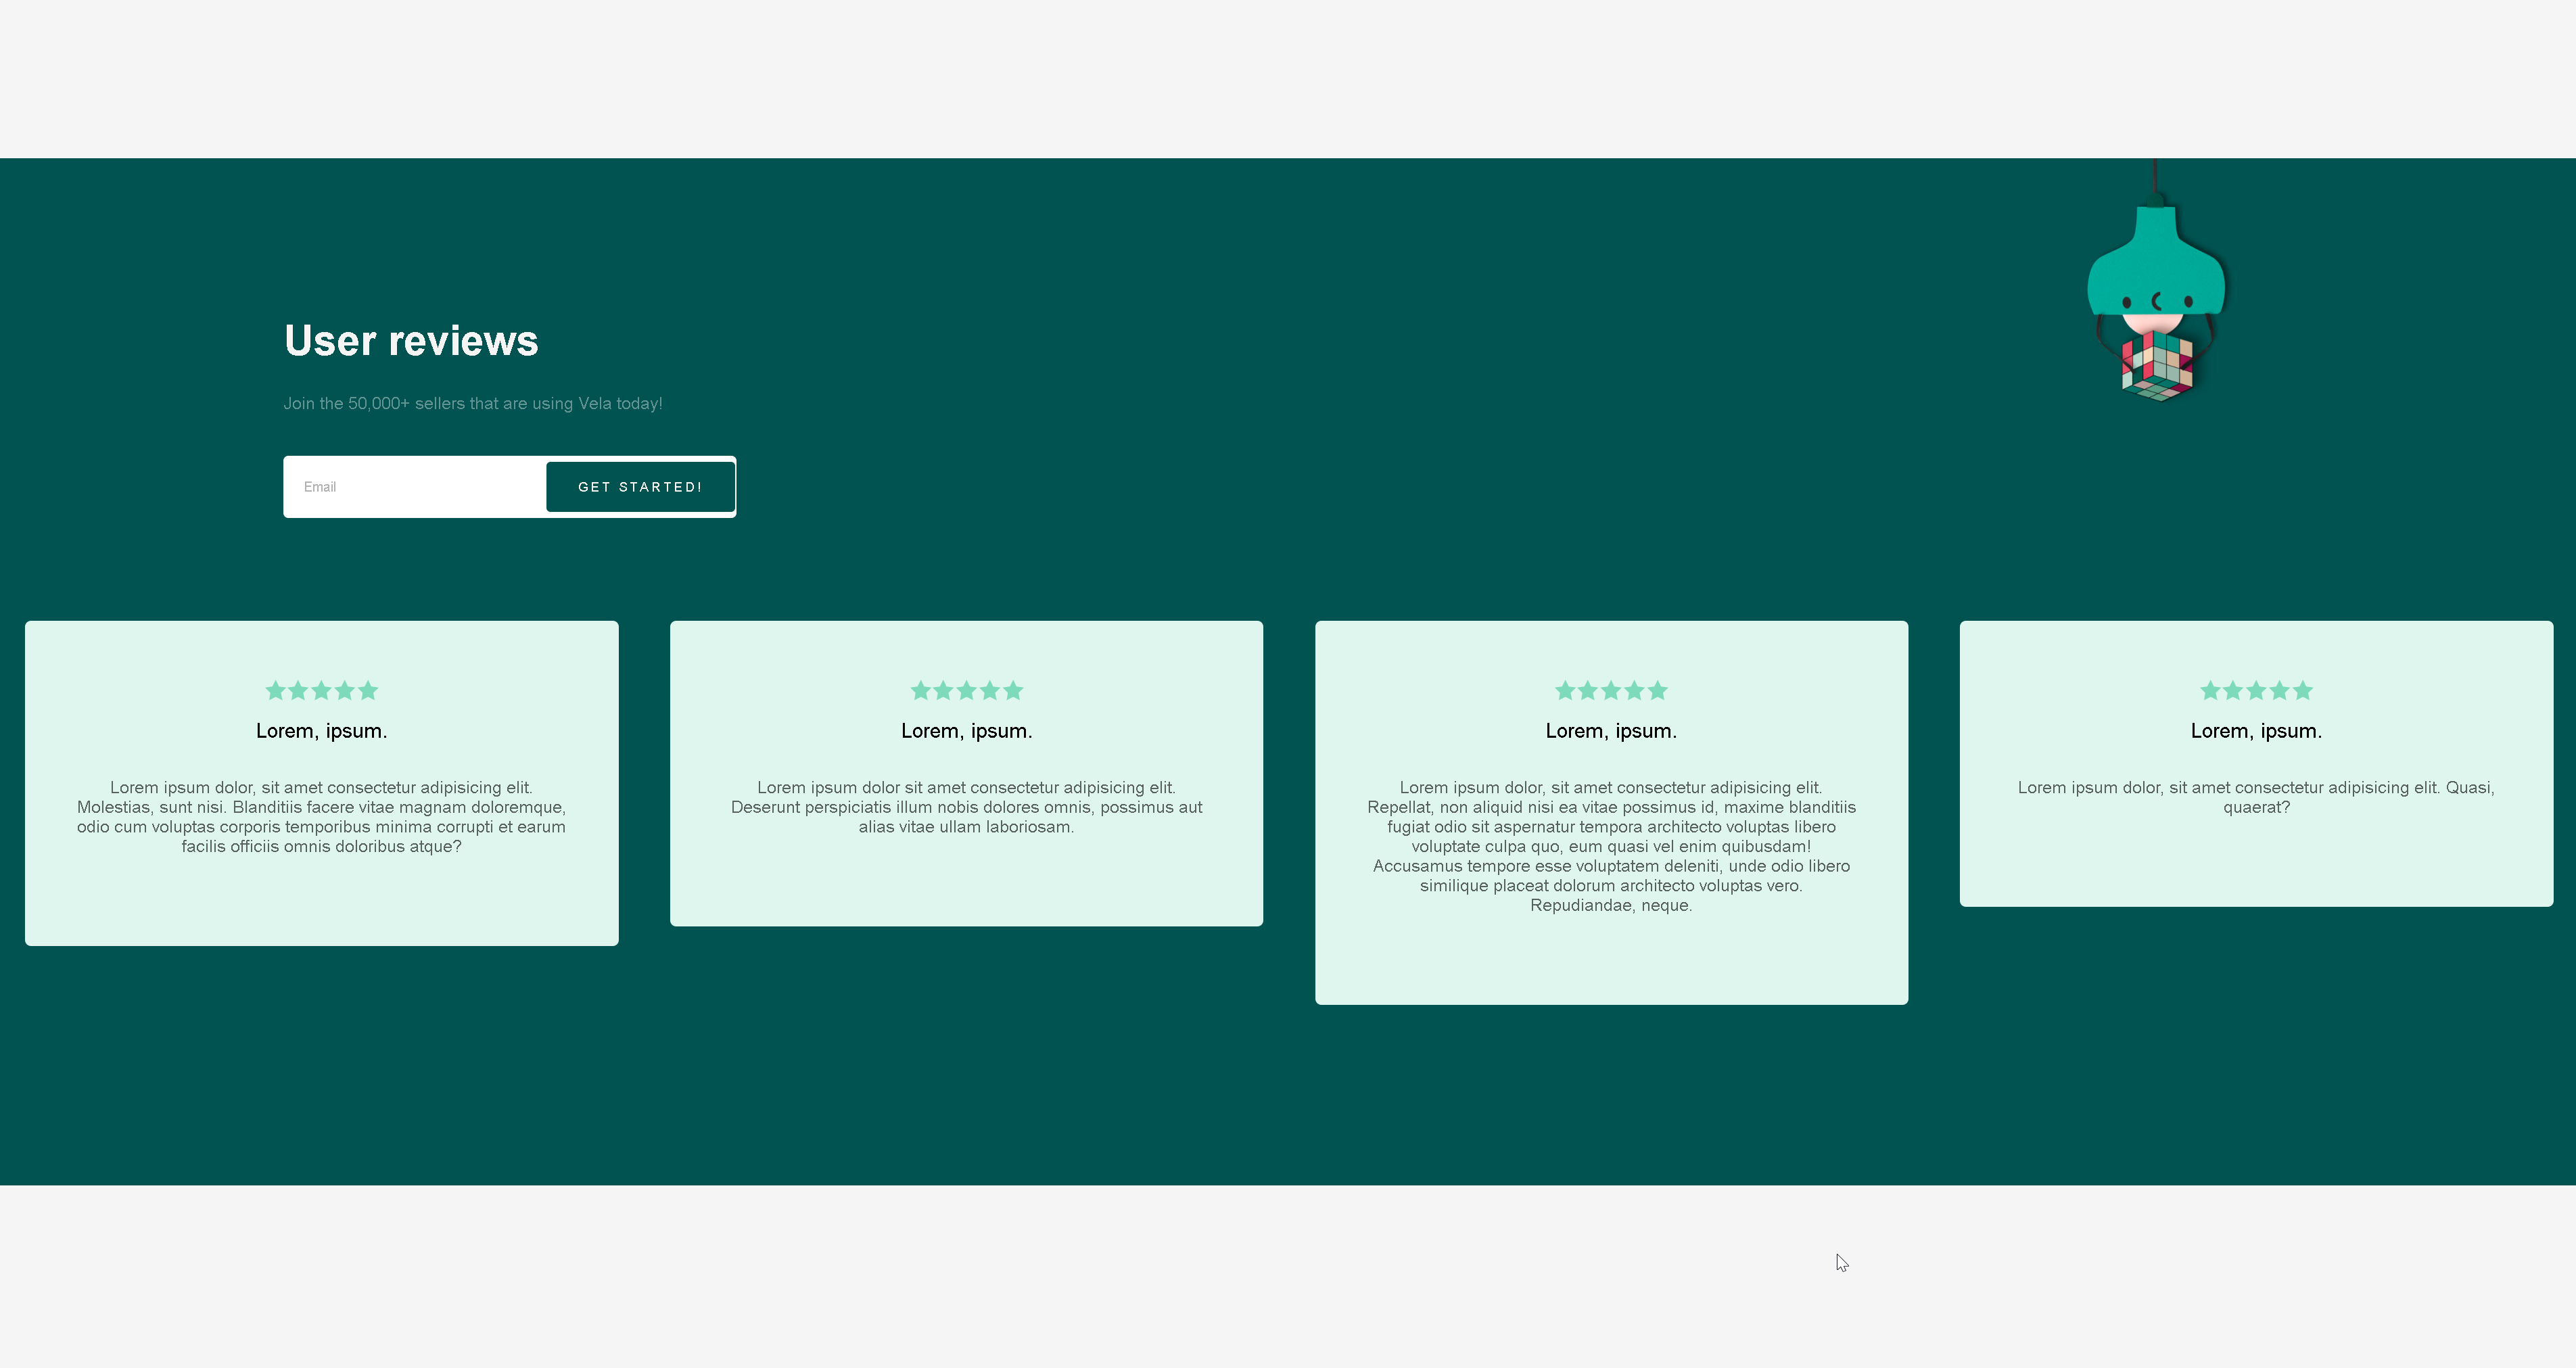 User reviews
Join the 50,000+ sellers that are using Vela today!
Email
GET STARTED!
Lorem, ipsum.
Lorem ipsum dolor, sit amet consectetur adipisicing elit.
Molestias, sunt nisi. Blanditiis facere vitae magnam doloremque,
odio cum voluptas corporis temporibus minima corrupti et earum
facilis officiis omnis doloribus atque?
Lorem, ipsum.
Lorem ipsum dolor sit amet consectetur adipisicing elit.
Deserunt perspiciatis illum nobis dolores omnis, possimus aut
alias vitae ullam laboriosam.
Lorem, ipsum.
Lorem ipsum dolor, sit amet consectetur adipisicing elit.
Repellat, non aliquid nisi ea vitae possimus id, maxime blanditiis
fugiat odio sit aspernatur tempora architecto voluptas libero
voluptate culpa quo, eum quasi vel enim quibusdam!
Accusamus tempore esse voluptatem deleniti, unde odio libero
similique placeat dolorum architecto voluptas vero.
Repudiandae, neque.
Lorem, ipsum.
Lorem ipsum dolor, sit amet consectetur adipisicing elit. Quasi,
quaerat?